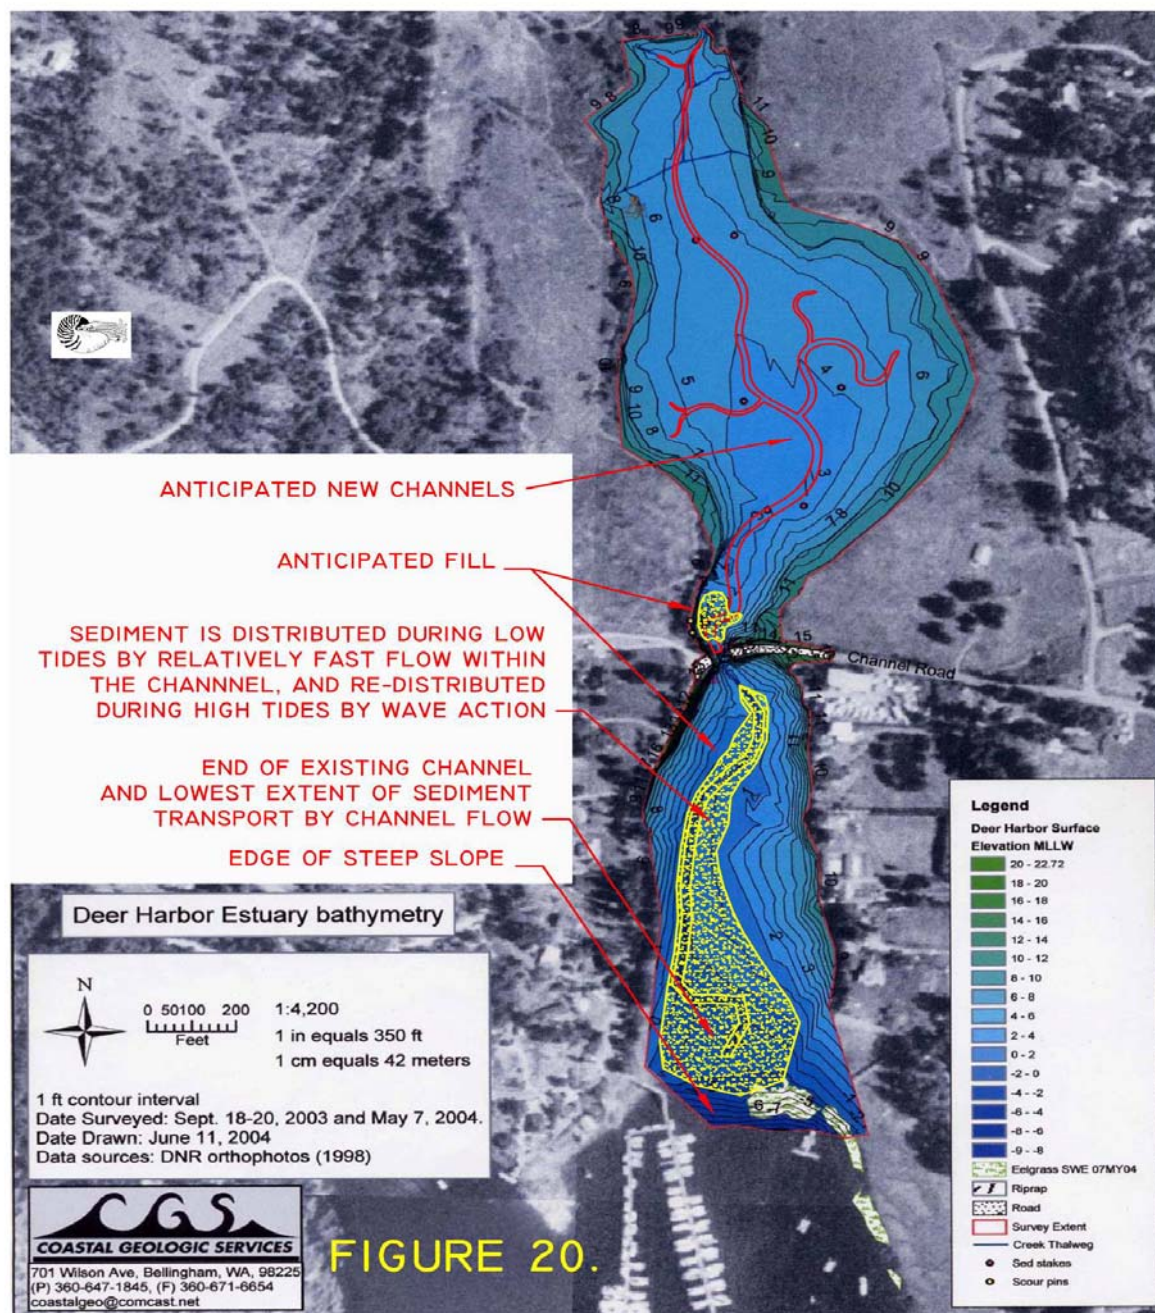 ANTICIPATED NEW CHANNELS
ANTICIPATED FILL
SEDIMENT IS DISTRIBUTED DURING LOW
TIDES BY RELATIVELY FAST FLOW WITHIN
THE CHANNNEL, AND RE-DISTRIBUTED
DURING HIGH TIDES BY WAVE ACTION
END OF EXISTING CHANNEL
AND LOWEST EXTENT OF SEDIMENT
TRANSPORT BY CHANNEL FLOW
EDGE OF STEEP SLOPE
Channel Road
Deer Harbor Estuary bathymetry
N
0 50100 200
Feet
1:4,200
1 in equals 350 ft
1 cm equals 42 meters
1 ft contour interval
Date Surveyed: Sept. 18-20, 2003 and May 7, 2004.
Date Drawn: June 11, 2004
Data sources: DNR orthophotos (1998)
CGS
COASTAL GEOLOGIC SERVICES
701 Wilson Ave, Bellingham, WA, 98225
(P) 360-647-1845, (F) 360-671-6654
coastalgeo@comcast.net
FIGURE 20.
Legend
Deer Harbor Surface
Elevation MLLW
20 - 22.72
18 - 20
16 - 18
14 - 16
12 - 14
10 - 12
8 - 10
6 - 8
4 - 6
2 - 4
0 - 2
-2 - 0
-4 - -2
-6 - -4
-8 - -6
-9 - -8
Eelgrass SWE 07MY04
Riprap
Road
Survey Extent
Creek Thalweg
Sed stakes
Scour pins